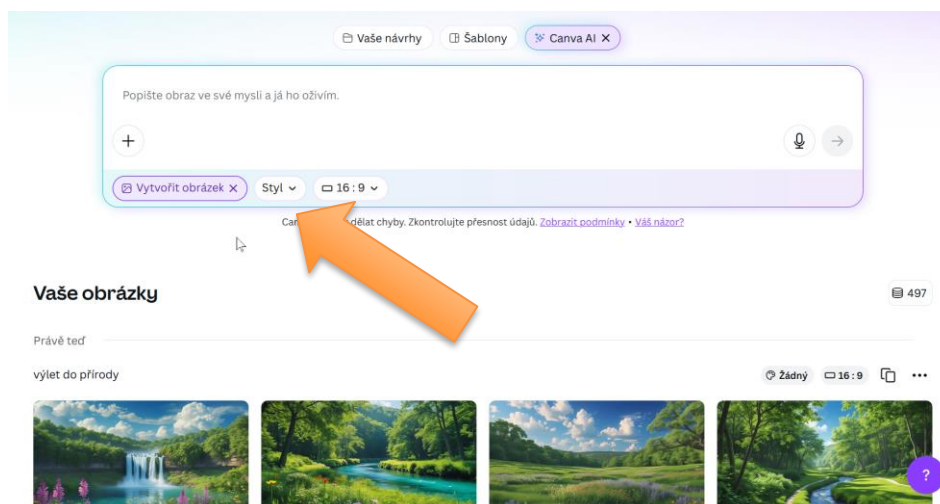 Vaše návrhy Šablony Canva AI
Popište obraz ve své mysli a já ho oživím.
Vytvořit obrázek Styl 16 : 9
dělat chyby. Zkontrolujte přesnost údajů. Zobrazit podmínky • Váš názor?
Vaše obrázky 497
Právě teď
výlet do přírody Žádný 16 : 9
?